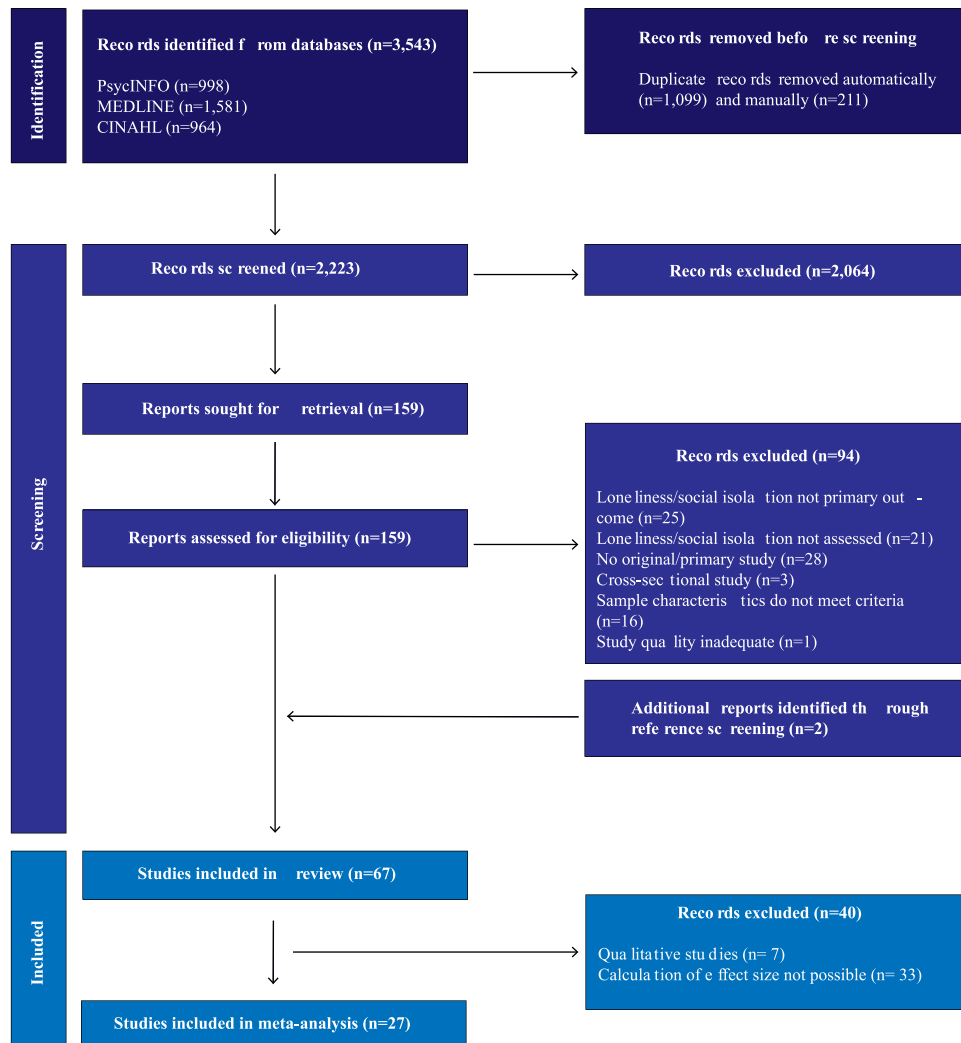 Identification
Records identified from databases (n=3,543)
PsycINFO (n=998)
MEDLINE (n=1,581)
CINAHL (n=964)
Records removed before screening
Duplicate records removed automatically
(n=1,099) and manually (n=211)
Screening
Records screened (n=2,223)
Records excluded (n=2,064)
Reports sought for retrieval (n=159)
Reports assessed for eligibility (n=159)
Records excluded (n=94)
Loneliness/social isolation not primary out -
come (n=25)
Loneliness/social isolation not assessed (n=21)
No original/primary study (n=28)
Cross-sectional study (n=3)
Sample characteristics do not meet criteria
(n=16)
Study quality inadequate (n=1)
Additional reports identified through
reference screening (n=2)
Included
Studies included in review (n=67)
Records excluded (n=40)
Qualitative studies (n= 7)
Calculation of effect size not possible (n= 33)
Studies included in meta-analysis (n=27)